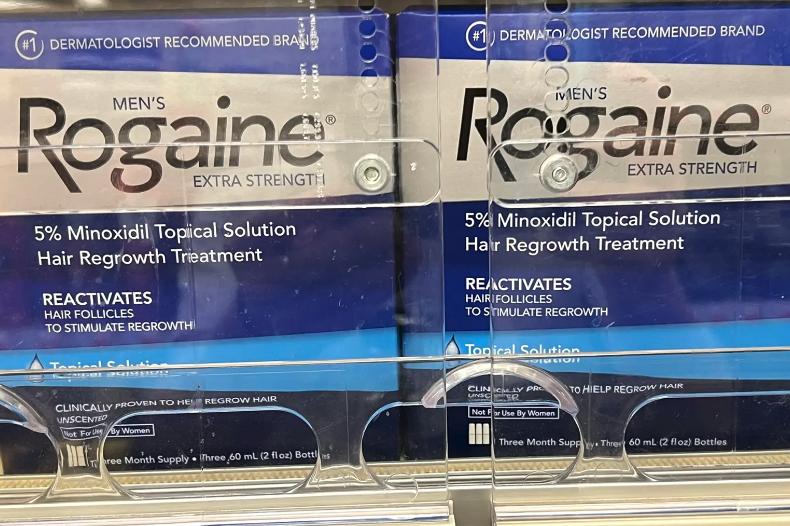 #1 DERMATOLOGIST RECOMMENDED BRAND
MEN'S
Rogaine®
EXTRA STRENGTH
5% Minoxidil Topical Solution
Hair Regrowth Treatment
REACTIVATES
HAIR FOLLICLES
TO STIMULATE REGROWTH
Topical Solution
CLINICALLY PROVEN TO HELP REGROW HAIR
UNSCENTED
Not For Use By Women
Three Month Supply • Three 60 mL (2 fl oz) Bottles
#1 DERMATOLOGIST RECOMMENDED BRAND
MEN'S
Rogaine®
EXTRA STRENGTH
5% Minoxidil Topical Solution
Hair Regrowth Treatment
REACTIVATES
HAIR FOLLICLES
TO STIMULATE REGROWTH
Topical Solution
CLINICALLY PROVEN TO HELP REGROW HAIR
UNSCENTED
Not For Use By Women
Three Month Supply • Three 60 mL (2 fl oz) Bottles